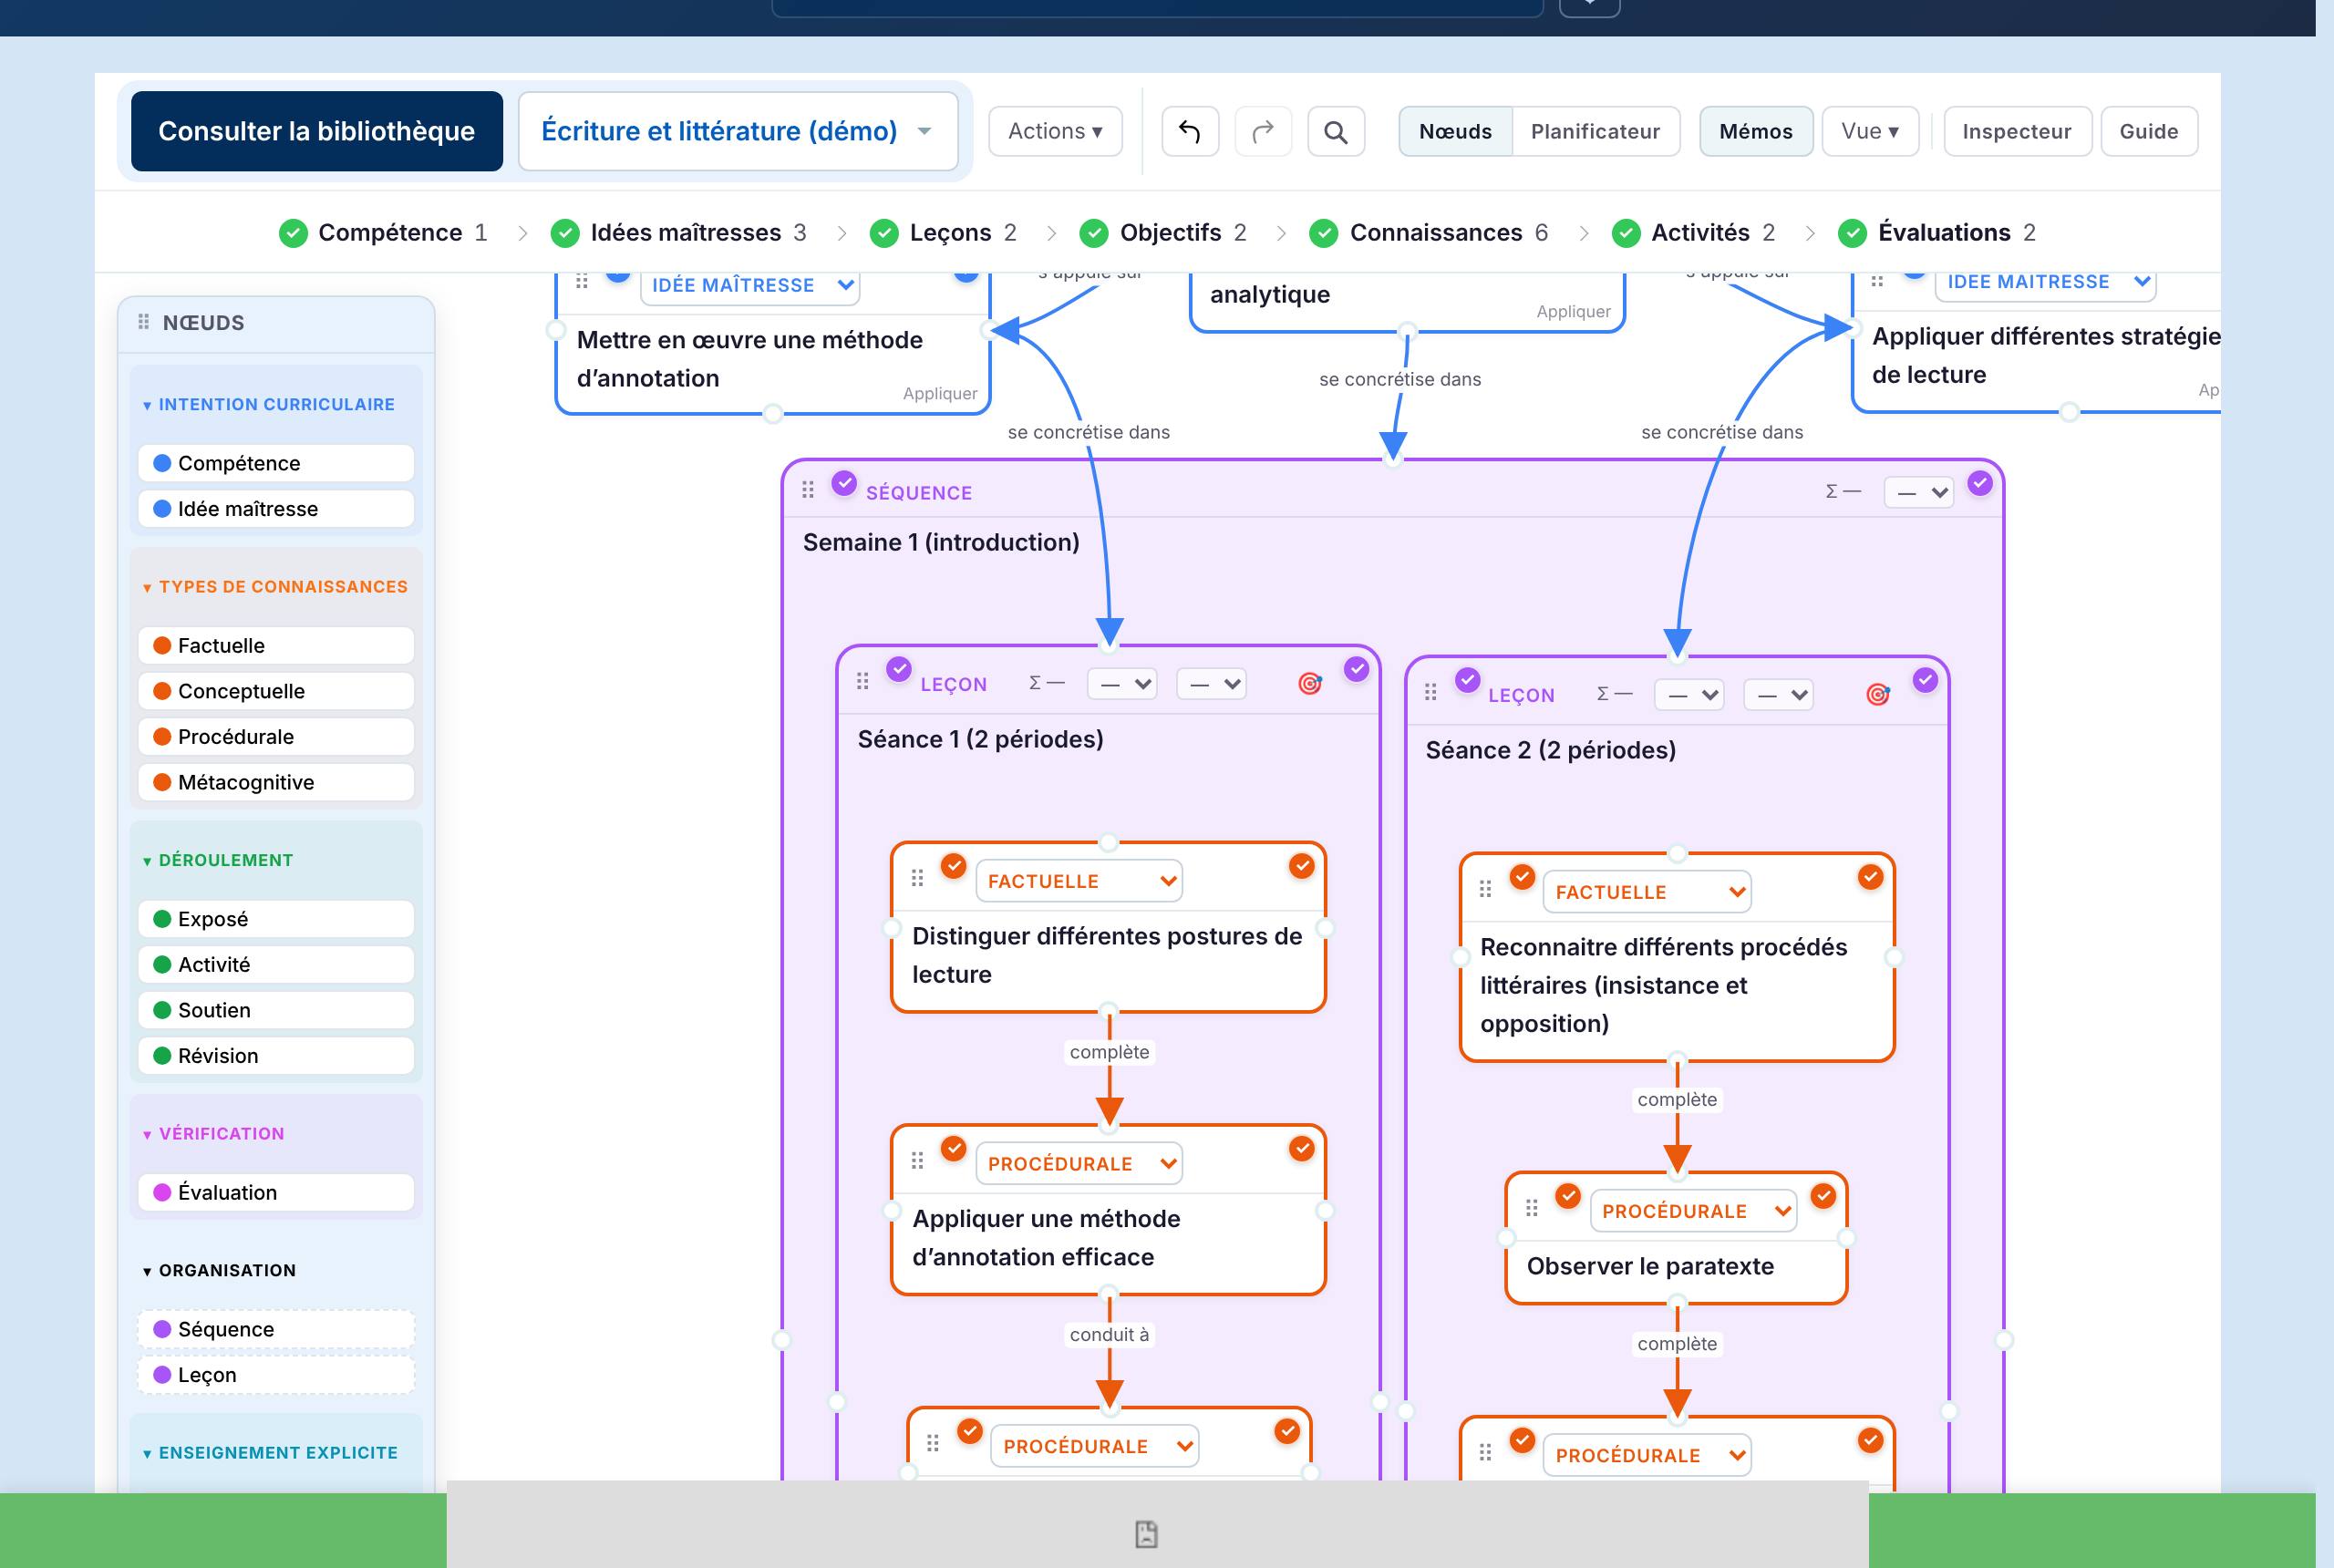 Consulter la bibliothèque
Écriture et littérature (démo)
Actions ▾
Nœuds
Planificateur
Mémos
Vue ▾
Inspecteur
Guide
Compétence 1
Idées maîtresses 3
Leçons 2
Objectifs 2
Connaissances 6
Activités 2
Évaluations 2
NŒUDS
▾ INTENTION CURRICULAIRE
Compétence
Idée maîtresse
▾ TYPES DE CONNAISSANCES
Factuelle
Conceptuelle
Procédurale
Métacognitive
▾ DÉROULEMENT
Exposé
Activité
Soutien
Révision
▾ VÉRIFICATION
Évaluation
▾ ORGANISATION
Séquence
Leçon
▾ ENSEIGNEMENT EXPLICITE
IDÉE MAÎTRESSE
Mettre en œuvre une méthode
d’annotation
Appliquer
s'appuie sur
analytique
Appliquer
s'appuie sur
IDÉE MAÎTRESSE
Appliquer différentes stratégie
de lecture
Ap
se concrétise dans
se concrétise dans
se concrétise dans
SÉQUENCE
Σ —
—
Semaine 1 (introduction)
LEÇON
Σ —
—
—
Séance 1 (2 périodes)
FACTUELLE
Distinguer différentes postures de
lecture
complète
PROCÉDURALE
Appliquer une méthode
d’annotation efficace
conduit à
PROCÉDURALE
LEÇON
Σ —
—
—
Séance 2 (2 périodes)
FACTUELLE
Reconnaitre différents procédés
littéraires (insistance et
opposition)
complète
PROCÉDURALE
Observer le paratexte
complète
PROCÉDURALE